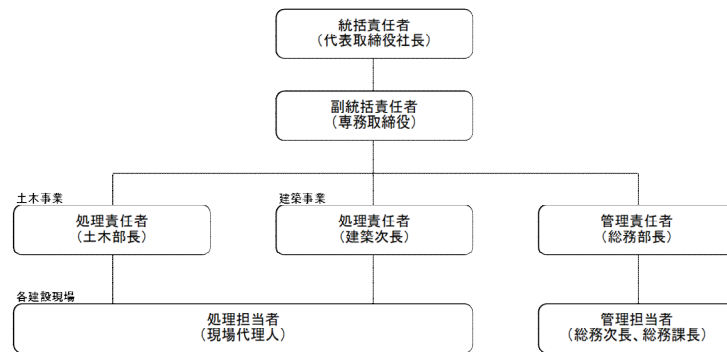 統括責任者
(代表取締役社長)
副統括責任者
(専務取締役)
土木事業
処理責任者
(土木部長)
建築事業
処理責任者
(建築次長)
管理責任者
(総務部長)
各建設現場
処理担当者
(現場代理人)
管理担当者
(総務次長、総務課長)